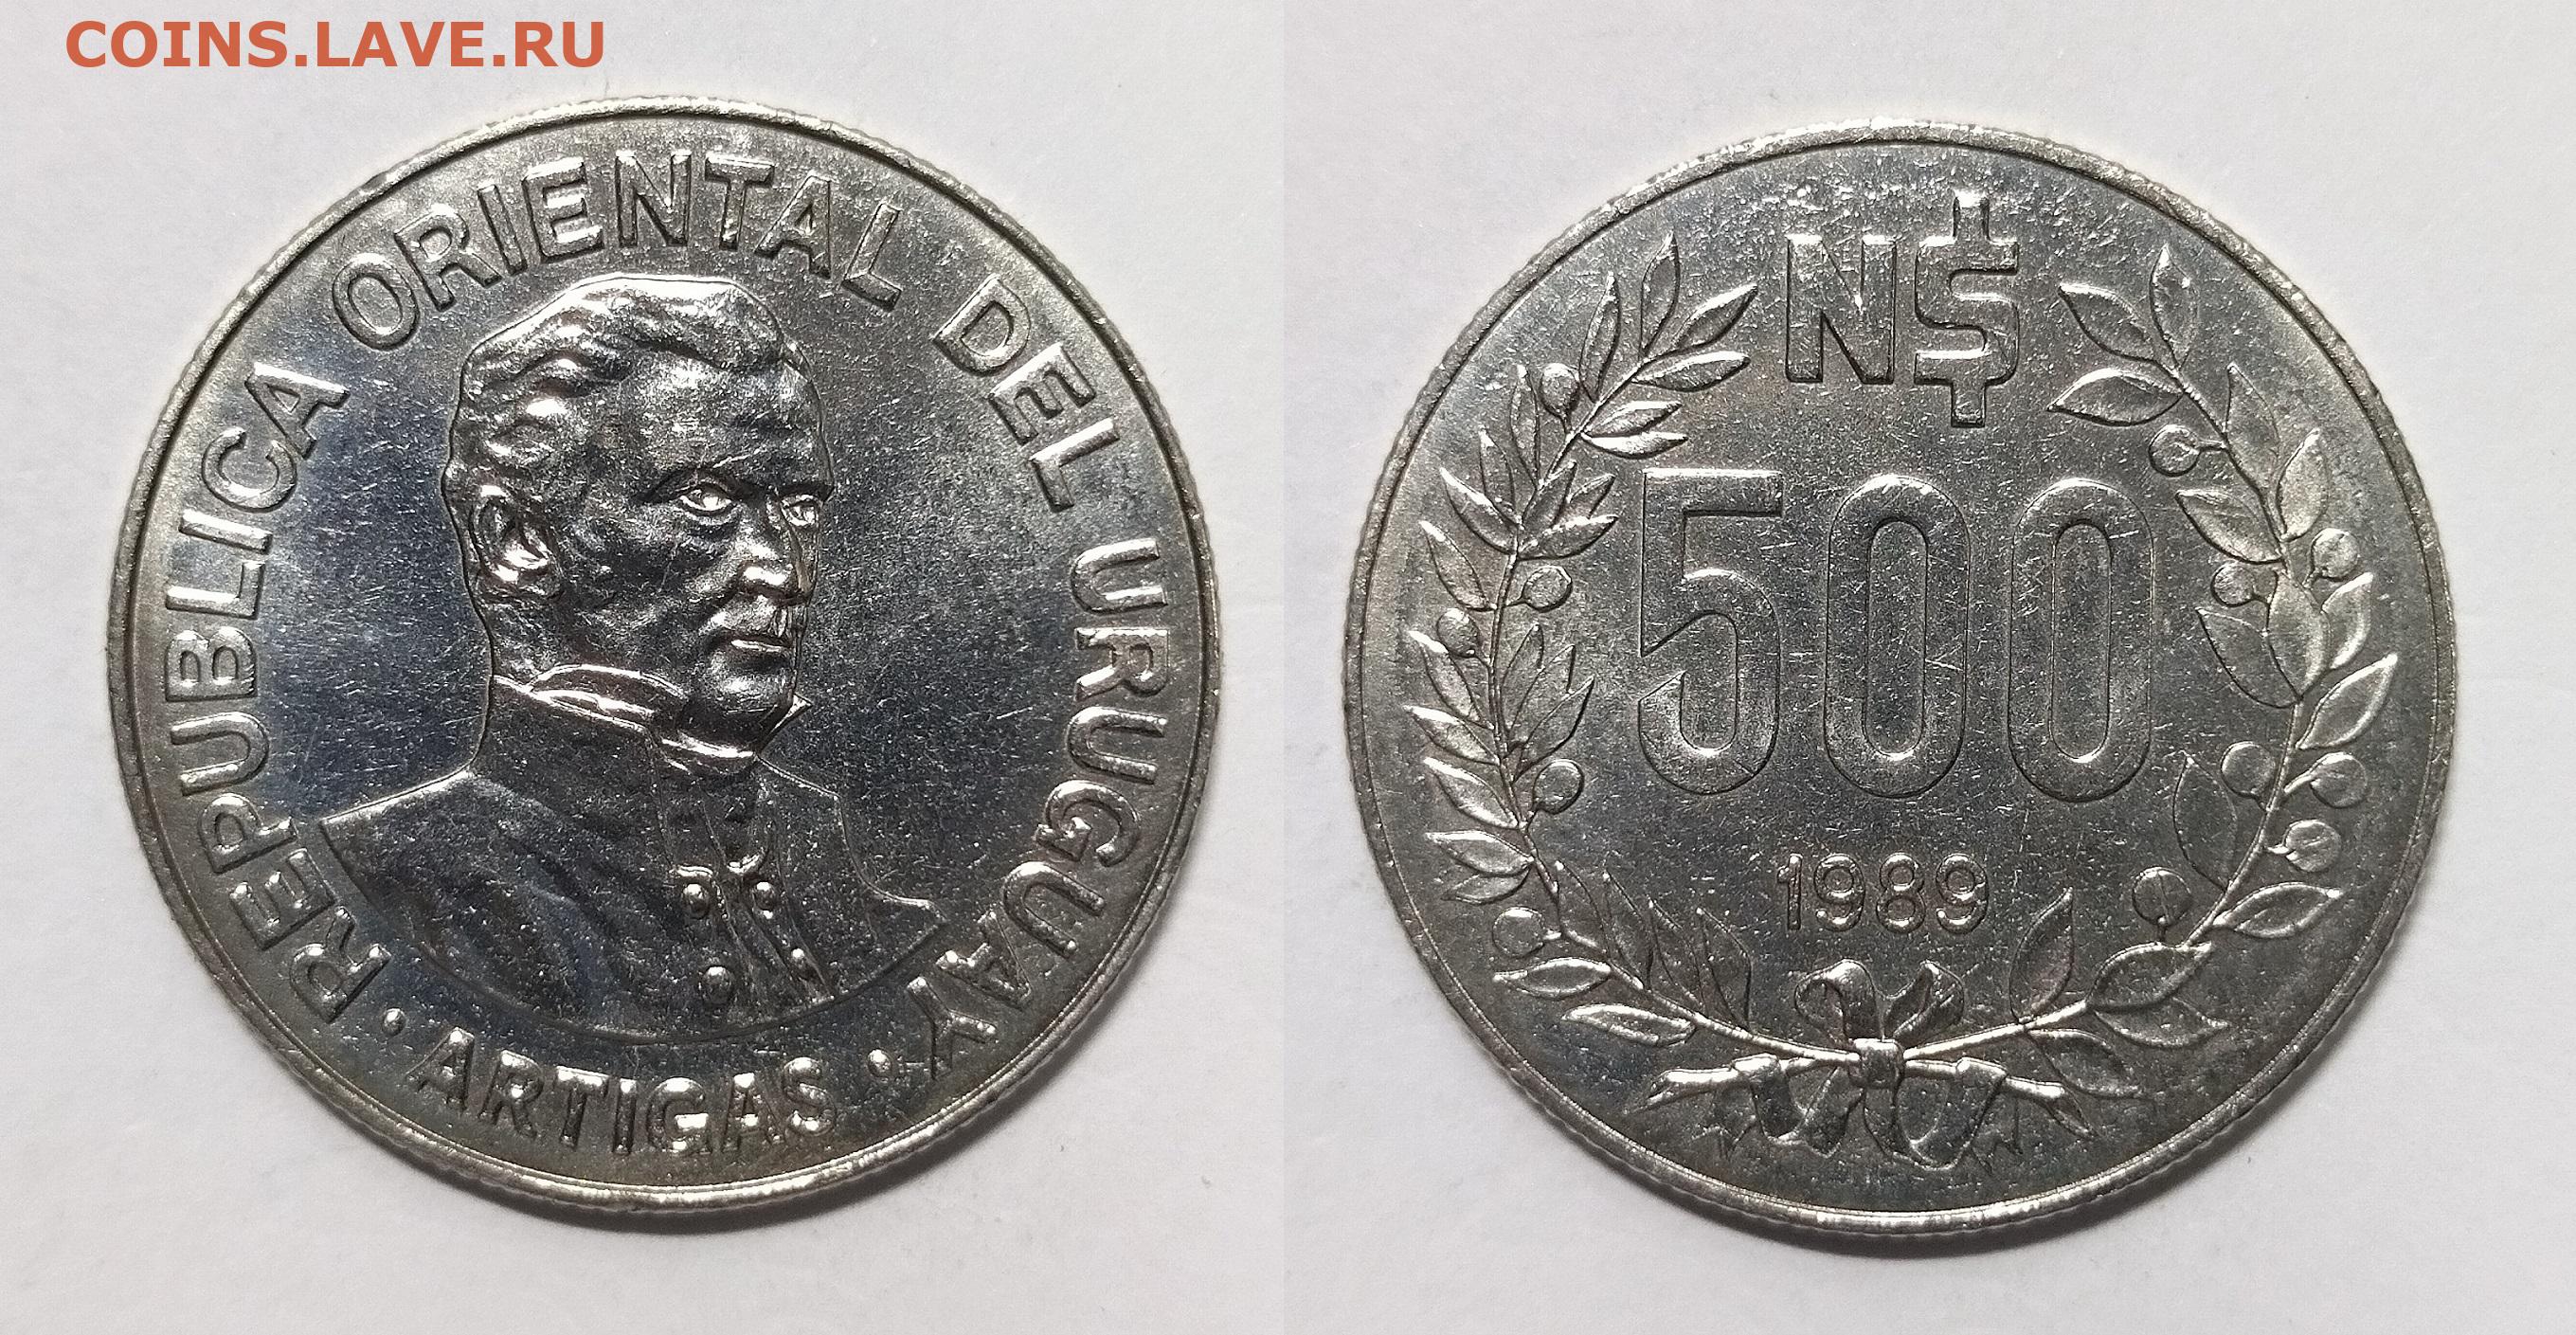 COINS.LAVE.RU
REPUBLICA ORIENTAL DEL URUGUAY
· ARTIGAS ·
N$
500
1989